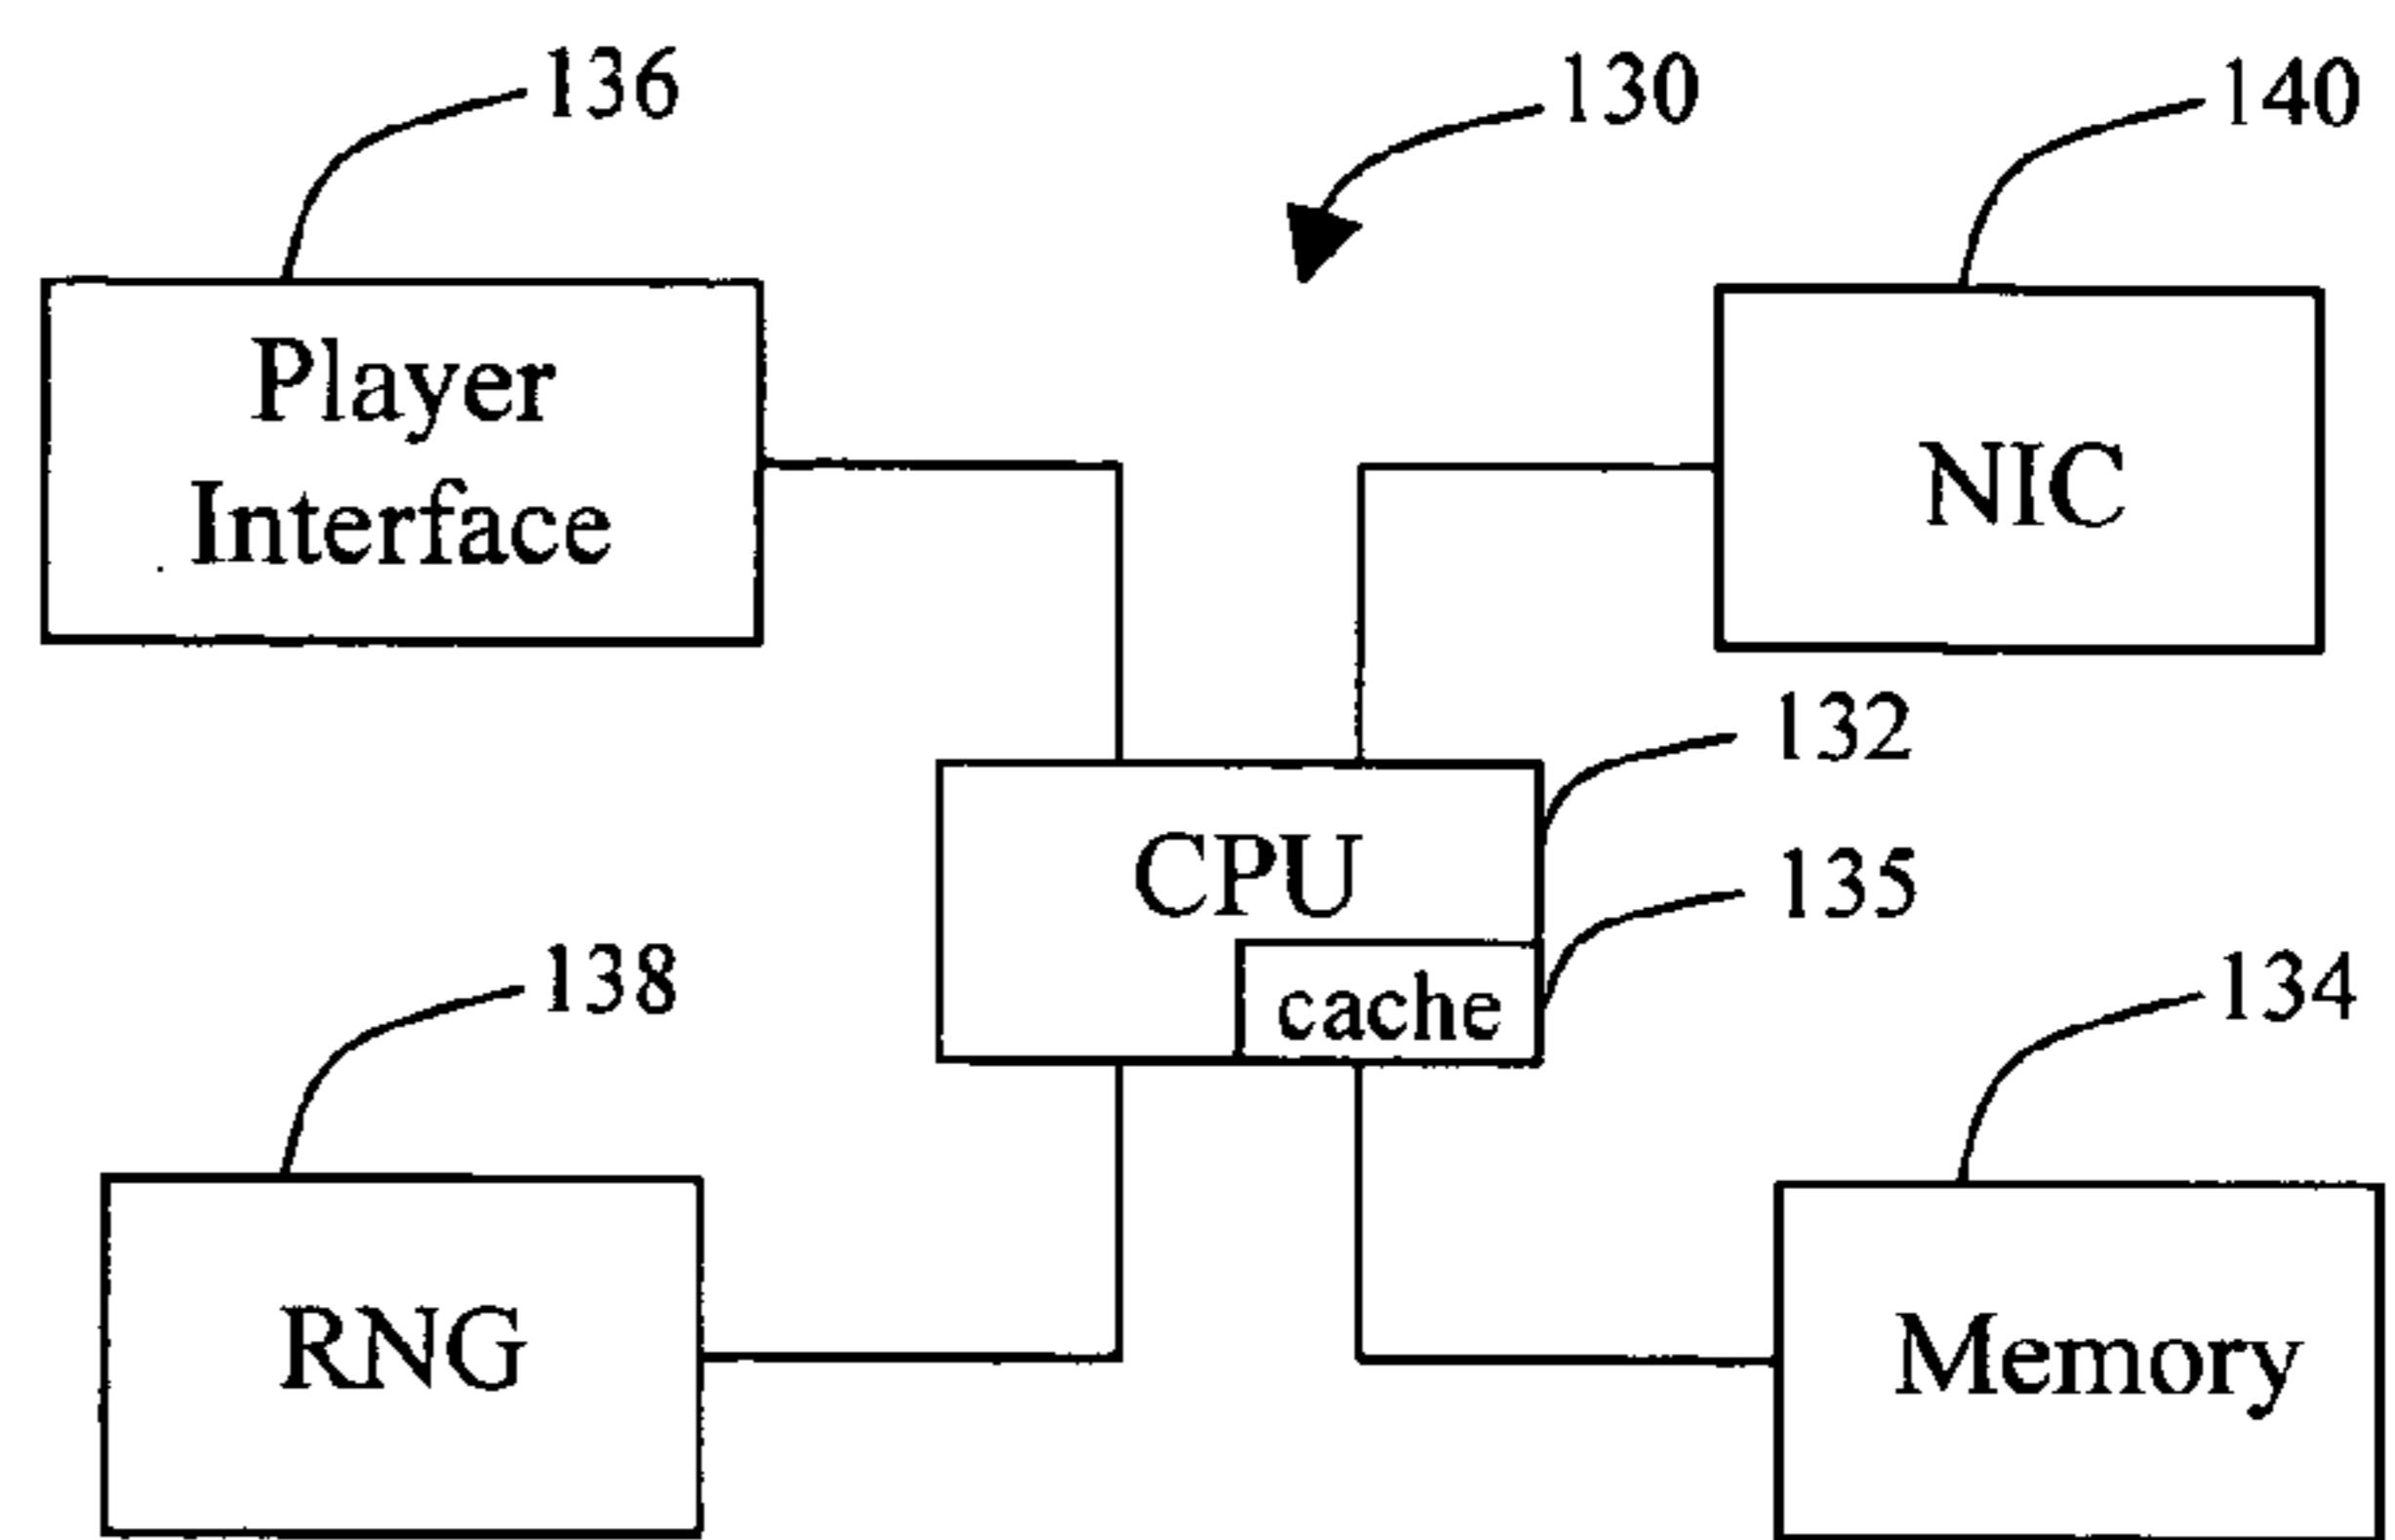 136
130
140
Player
Interface
NIC
132
CPU
135
cache
138
134
RNG
Memory